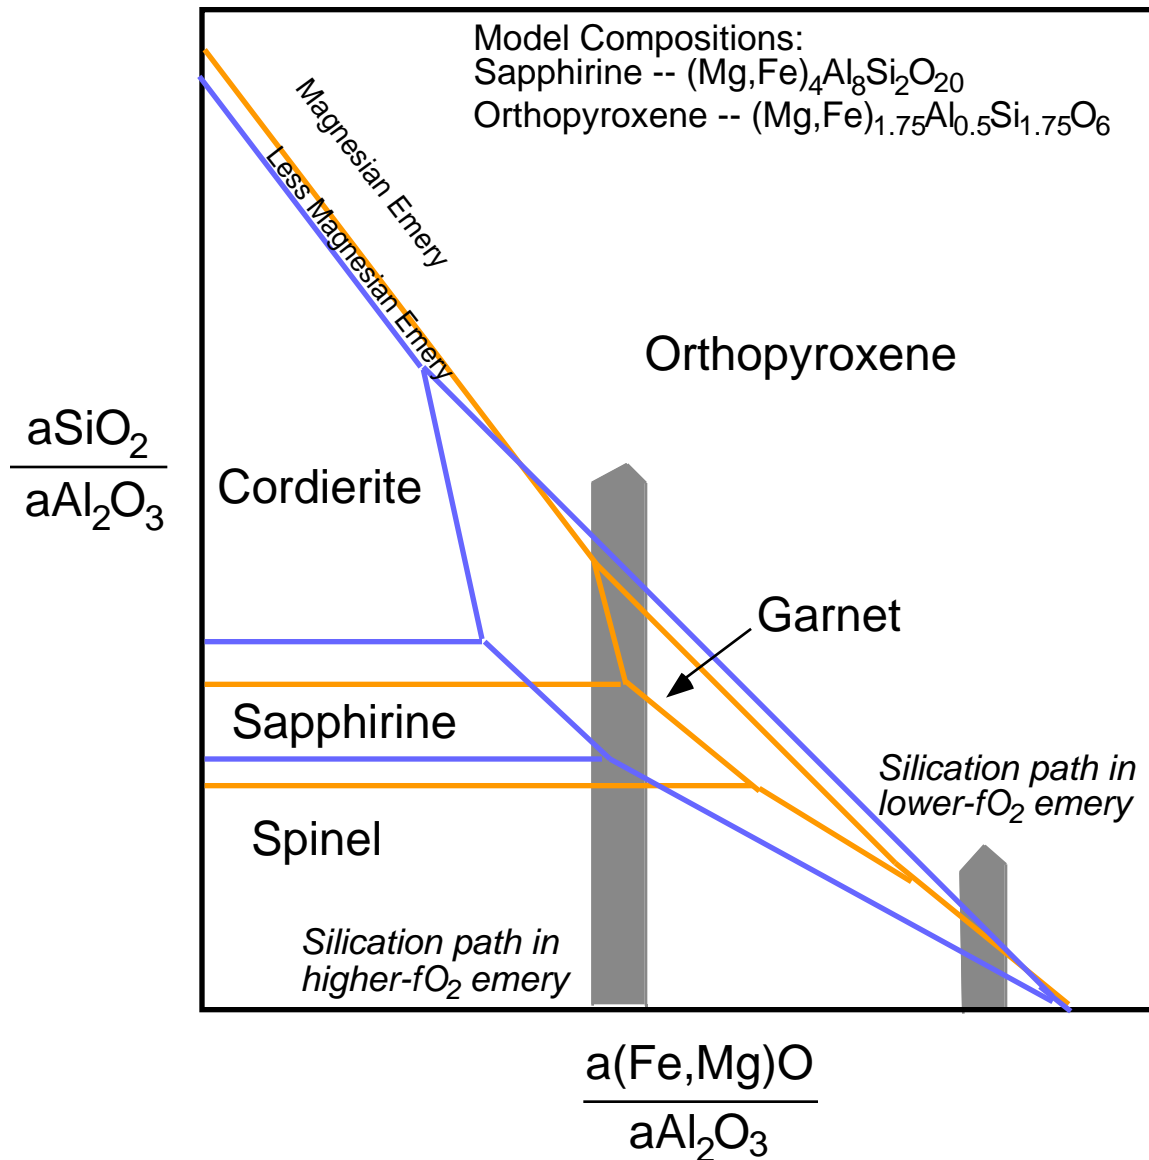 Model Compositions:
Sapphirine -- (Mg,Fe)4Al8Si2O20
Orthopyroxene -- (Mg,Fe)1.75Al0.5Si1.75O6
Magnesian Emery
Less Magnesian Emery
Orthopyroxene
aSiO2
aAl2O3
Cordierite
Garnet
Sapphirine
Silication path in
lower-fO2 emery
Spinel
Silication path in
higher-fO2 emery
a(Fe,Mg)O
aAl2O3